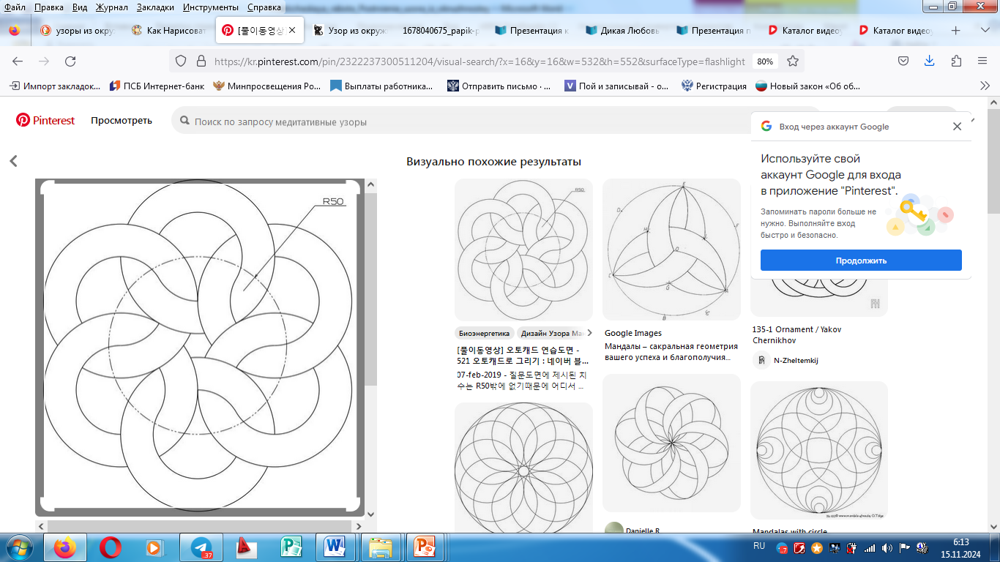 Файл Правка Вид Журнал Закладки Инструменты Справка
узоры из окру
Как Нарисоват
[풀이동영상]
Узор из окруж
1678040675_papik-p
Презентация к
Дикая Любовь
Презентация п
Каталог видеоу
Каталог видеоу
https://kr.pinterest.com/pin/2322237300511204/visual-search/?x=16&y=16&w=532&h=552&surfaceType=flashlight
80%
Импорт закладок...
ПСБ Интернет-банк
Минпросвещения Ро...
Выплаты работника...
Отправить письмо · ...
Пой и записывай - о...
Регистрация
Новый закон «Об об...
Pinterest
Просмотреть
Поиск по запросу медитативные узоры
Вход через аккаунт Google
Используйте свой
аккаунт Google для входа
в приложение "Pinterest".
Запоминать пароли больше не
нужно. Выполняйте вход
быстро и безопасно.
Продолжить
Визуально похожие результаты
R50
R50
Биоэнергетика
Дизайн Узора Ман
[풀이동영상] 오토캐드 연습도면 -
521 오토캐드로 그리기 : 네이버 블...
07-feb-2019 - 질문도면에 제시된 치
수는 R50밖에 없기때문에 어디서 ...
Google Images
Мандалы – сакральная геометрия
вашего успеха и благополучия...
135-1 Ornament / Yakov
Chernikhov
N-Zheltemkij
Danielle R
Mandalas with circle
37
RU
6:13
15.11.2024